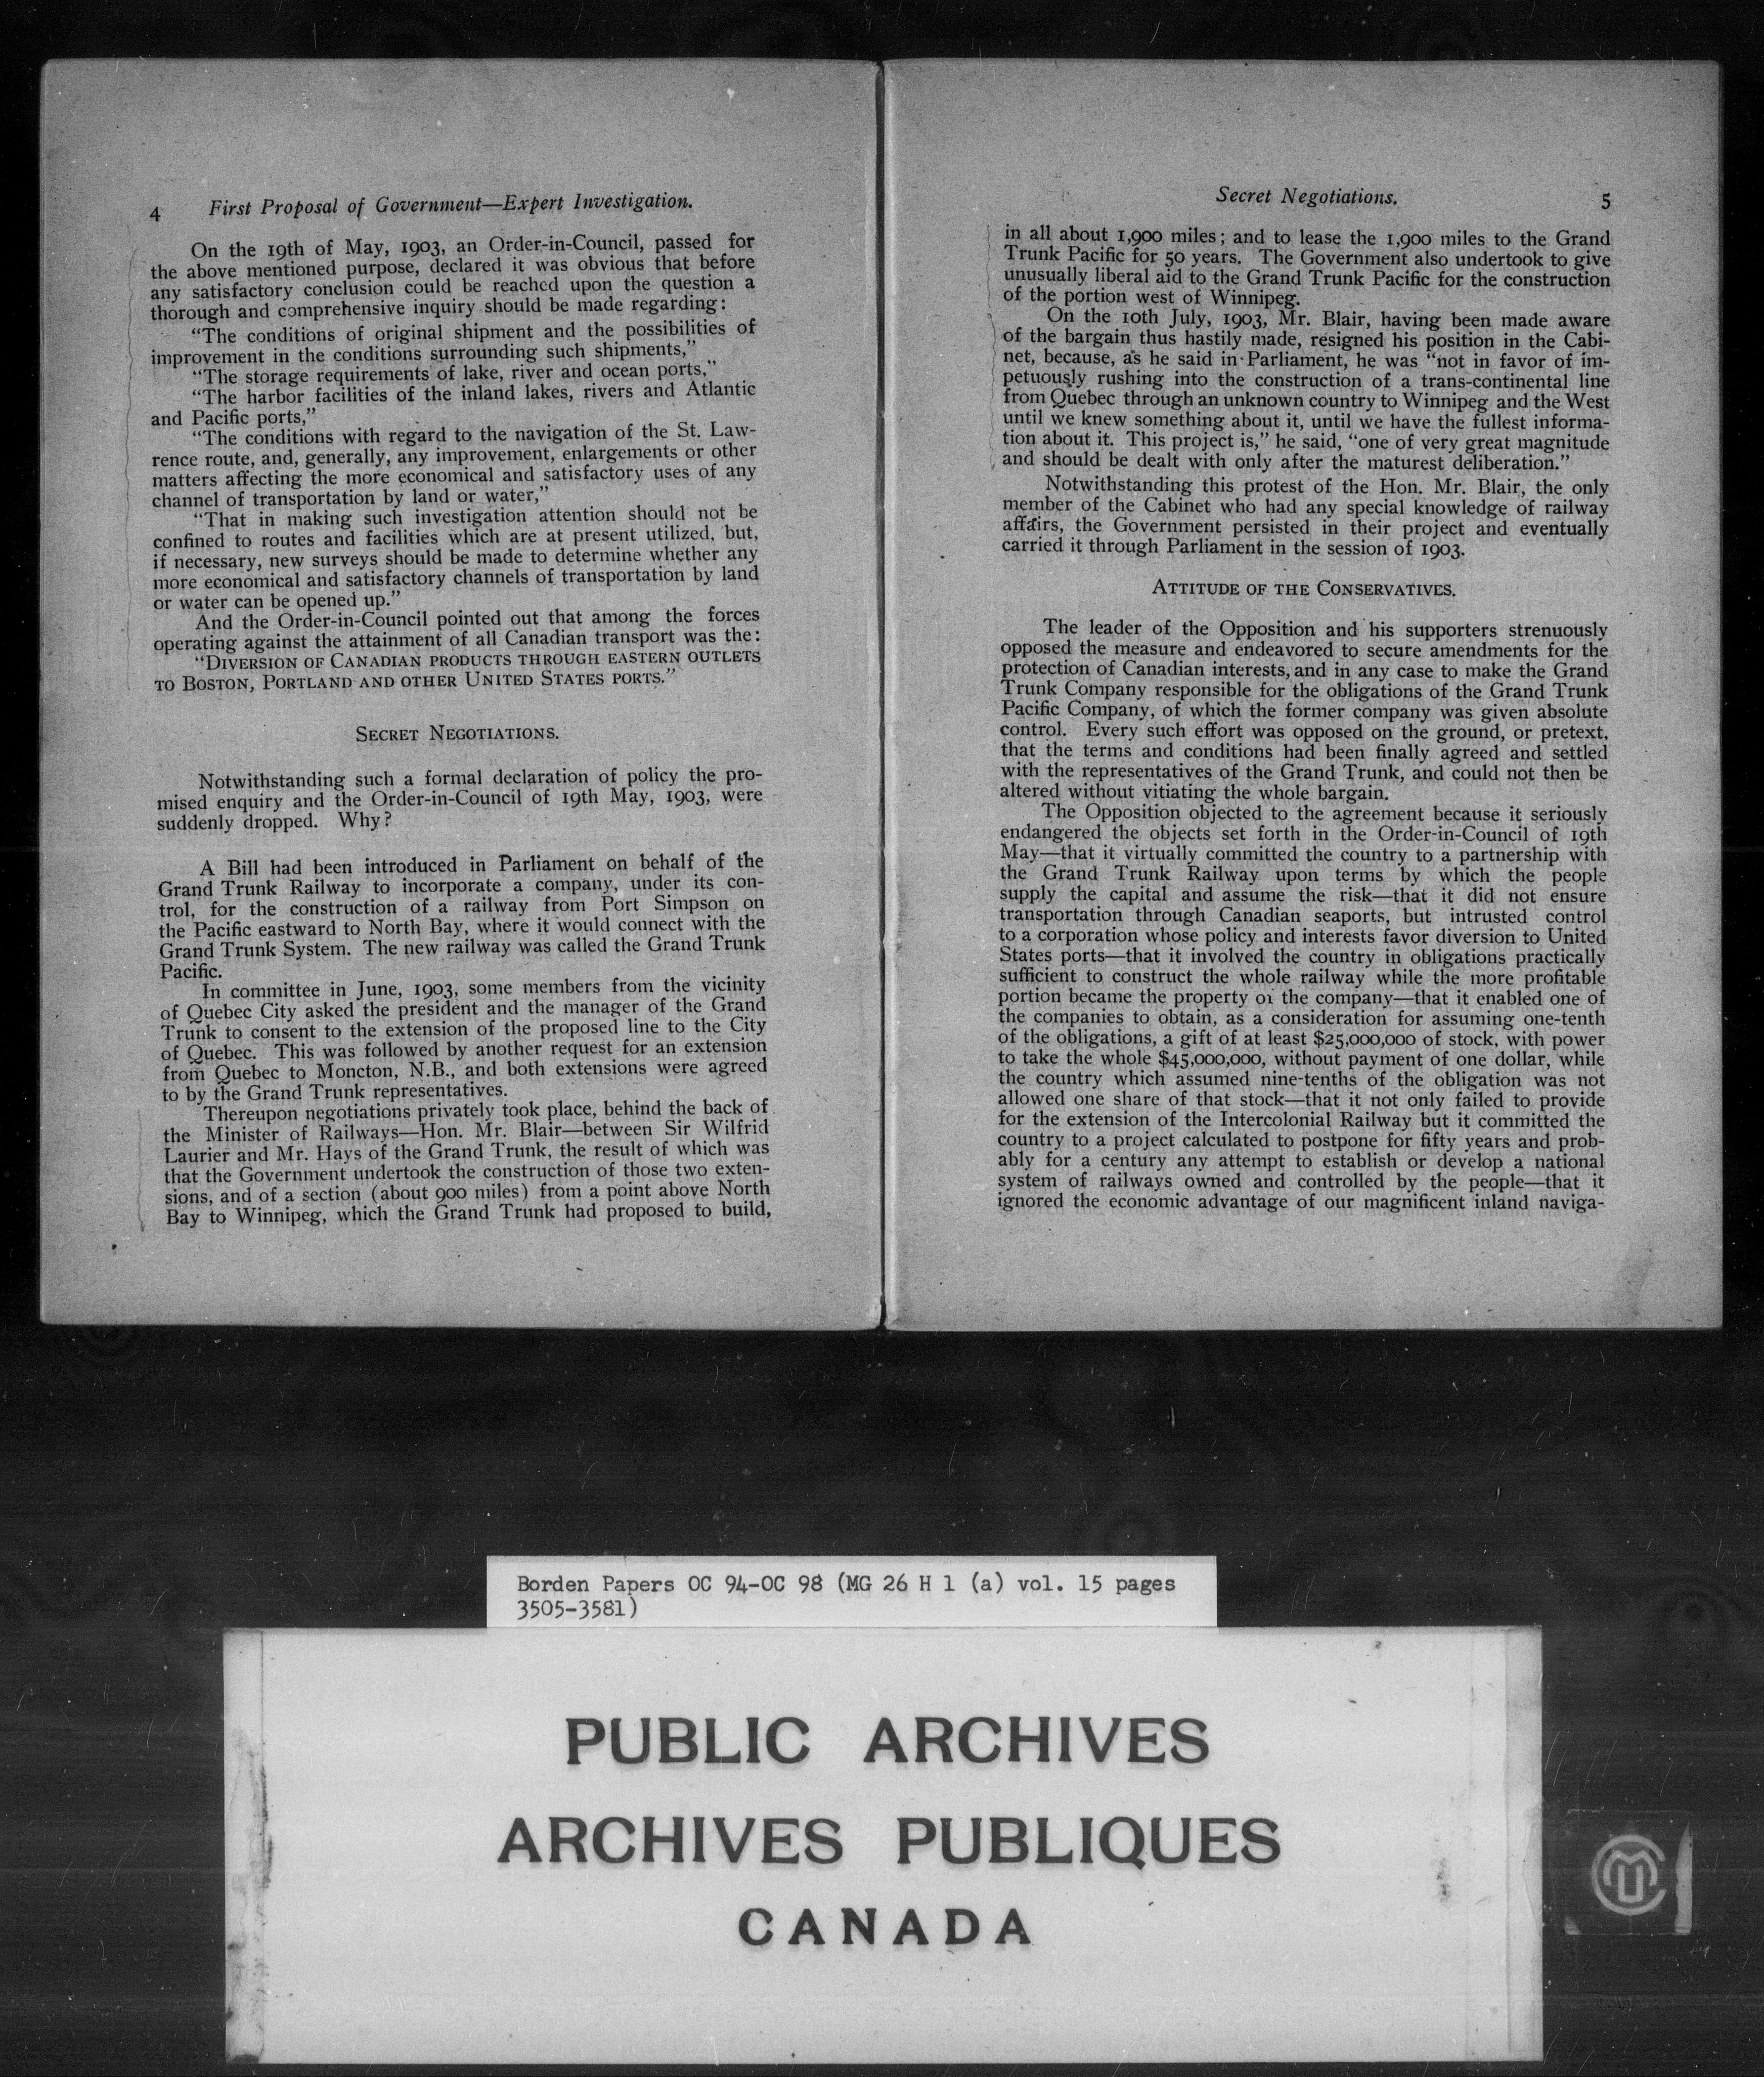 4 First Proposal of Government—Expert Investigation.
On the 19th of May, 1903, an Order-in-Council, passed for
the above mentioned purpose, declared it was obvious that before
any satisfactory conclusion could be reached upon the question a
thorough and comprehensive inquiry should be made regarding:
"The conditions of original shipment and the possibilities of
improvement in the conditions surrounding such shipments,"
"The storage requirements of lake, river and ocean ports,"
"The harbor facilities of the inland lakes, rivers and Atlantic
and Pacific ports,"
"The conditions with regard to the navigation of the St. Law-
rence route, and, generally, any improvement, enlargements or other
matters affecting the more economical and satisfactory uses of any
channel of transportation by land or water,"
"That in making such investigation attention should not be
confined to routes and facilities which are at present utilized, but,
if necessary, new surveys should be made to determine whether any
more economical and satisfactory channels of transportation by land
or water can be opened up."
And the Order-in-Council pointed out that among the forces
operating against the attainment of all Canadian transport was the:
"DIVERSION OF CANADIAN PRODUCTS THROUGH EASTERN OUTLETS
TO BOSTON, PORTLAND AND OTHER UNITED STATES PORTS."
SECRET NEGOTIATIONS.
Notwithstanding such a formal declaration of policy the pro-
mised enquiry and the Order-in-Council of 19th May, 1903, were
suddenly dropped. Why?
A Bill had been introduced in Parliament on behalf of the
Grand Trunk Railway to incorporate a company, under its con-
trol, for the construction of a railway from Port Simpson on
the Pacific eastward to North Bay, where it would connect with the
Grand Trunk System. The new railway was called the Grand Trunk
Pacific.
In committee in June, 1903, some members from the vicinity
of Quebec City asked the president and the manager of the Grand
Trunk to consent to the extension of the proposed line to the City
of Quebec. This was followed by another request for an extension
from Quebec to Moncton, N.B., and both extensions were agreed
to by the Grand Trunk representatives.
Thereupon negotiations privately took place, behind the back of
the Minister of Railways—Hon. Mr. Blair—between Sir Wilfrid
Laurier and Mr. Hays of the Grand Trunk, the result of which was
that the Government undertook the construction of those two exten-
sions, and of a section (about 900 miles) from a point above North
Bay to Winnipeg, which the Grand Trunk had proposed to build,
Secret Negotiations. 5
in all about 1,900 miles; and to lease the 1,900 miles to the Grand
Trunk Pacific for 50 years. The Government also undertook to give
unusually liberal aid to the Grand Trunk Pacific for the construction
of the portion west of Winnipeg.
On the 10th July, 1903, Mr. Blair, having been made aware
of the bargain thus hastily made, resigned his position in the Cabi-
net, because, as he said in Parliament, he was "not in favor of im-
petuously rushing into the construction of a trans-continental line
from Quebec through an unknown country to Winnipeg and the West
until we knew something about it, until we have the fullest informa-
tion about it. This project is," he said, "one of very great magnitude
and should be dealt with only after the maturest deliberation."
Notwithstanding this protest of the Hon. Mr. Blair, the only
member of the Cabinet who had any special knowledge of railway
affairs, the Government persisted in their project and eventually
carried it through Parliament in the session of 1903.
ATTITUDE OF THE CONSERVATIVES.
The leader of the Opposition and his supporters strenuously
opposed the measure and endeavored to secure amendments for the
protection of Canadian interests, and in any case to make the Grand
Trunk Company responsible for the obligations of the Grand Trunk
Pacific Company, of which the former company was given absolute
control. Every such effort was opposed on the ground, or pretext,
that the terms and conditions had been finally agreed and settled
with the representatives of the Grand Trunk, and could not then be
altered without vitiating the whole bargain.
The Opposition objected to the agreement because it seriously
endangered the objects set forth in the Order-in-Council of 19th
May—that it virtually committed the country to a partnership with
the Grand Trunk Railway upon terms by which the people
supply the capital and assume the risk—that it did not ensure
transportation through Canadian seaports, but intrusted control
to a corporation whose policy and interests favor diversion to United
States ports—that it involved the country in obligations practically
sufficient to construct the whole railway while the more profitable
portion became the property of the company—that it enabled one of
the companies to obtain, as a consideration for assuming one-tenth
of the obligations, a gift of at least $25,000,000 of stock, with power
to take the whole $45,000,000, without payment of one dollar, while
the country which assumed nine-tenths of the obligation was not
allowed one share of that stock—that it not only failed to provide
for the extension of the Intercolonial Railway but it committed the
country to a project calculated to postpone for fifty years and prob-
ably for a century any attempt to establish or develop a national
system of railways owned and controlled by the people—that it
ignored the economic advantage of our magnificent inland naviga-
Borden Papers OC 94-OC 98 (MG 26 H 1 (a) vol. 15 pages
3505-3581)
PUBLIC ARCHIVES
ARCHIVES PUBLIQUES
CANADA